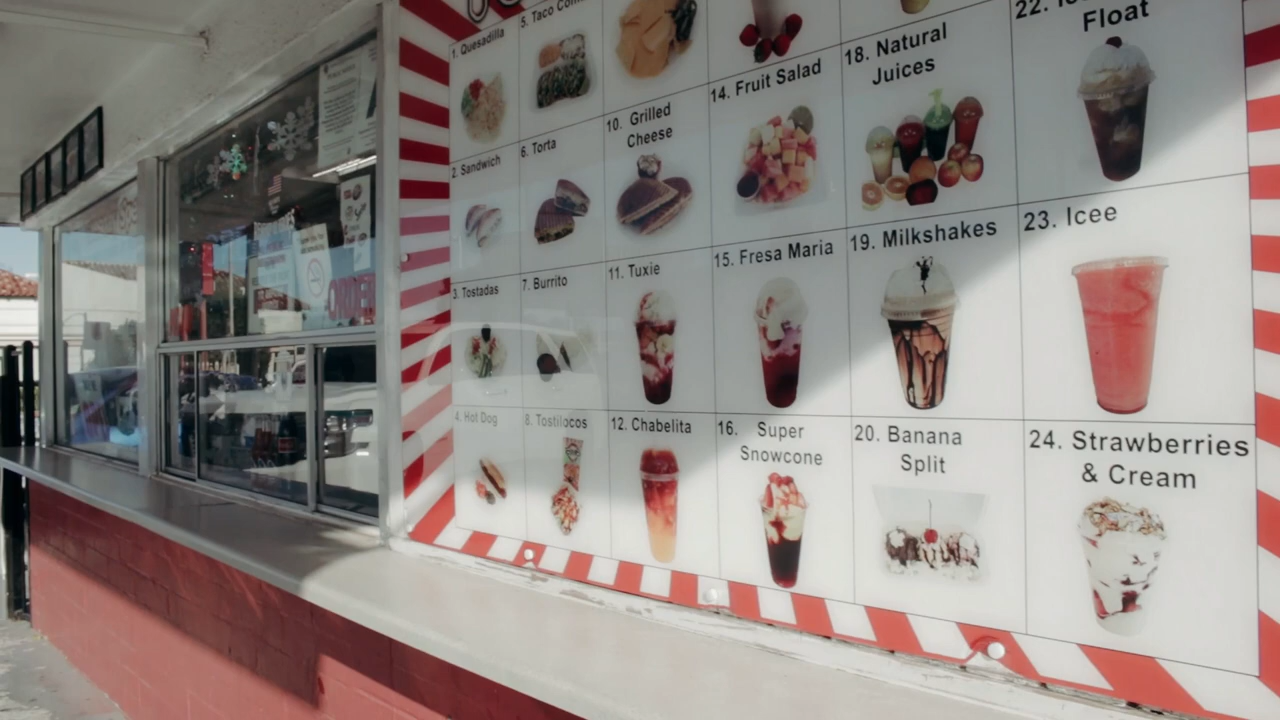 1. Quesadilla
2. Sandwich
3. Tostadas
4. Hot Dog
5. Taco
6. Torta
7. Burrito
8. Tostilocos
10. Grilled
Cheese
11. Tuxie
12. Chabelita
14. Fruit Salad
15. Fresa Maria
16. Super
Snowcone
18. Natural
Juices
19. Milkshakes
20. Banana
Split
22.
Float
23. Icee
24. Strawberries
& Cream
ORDER